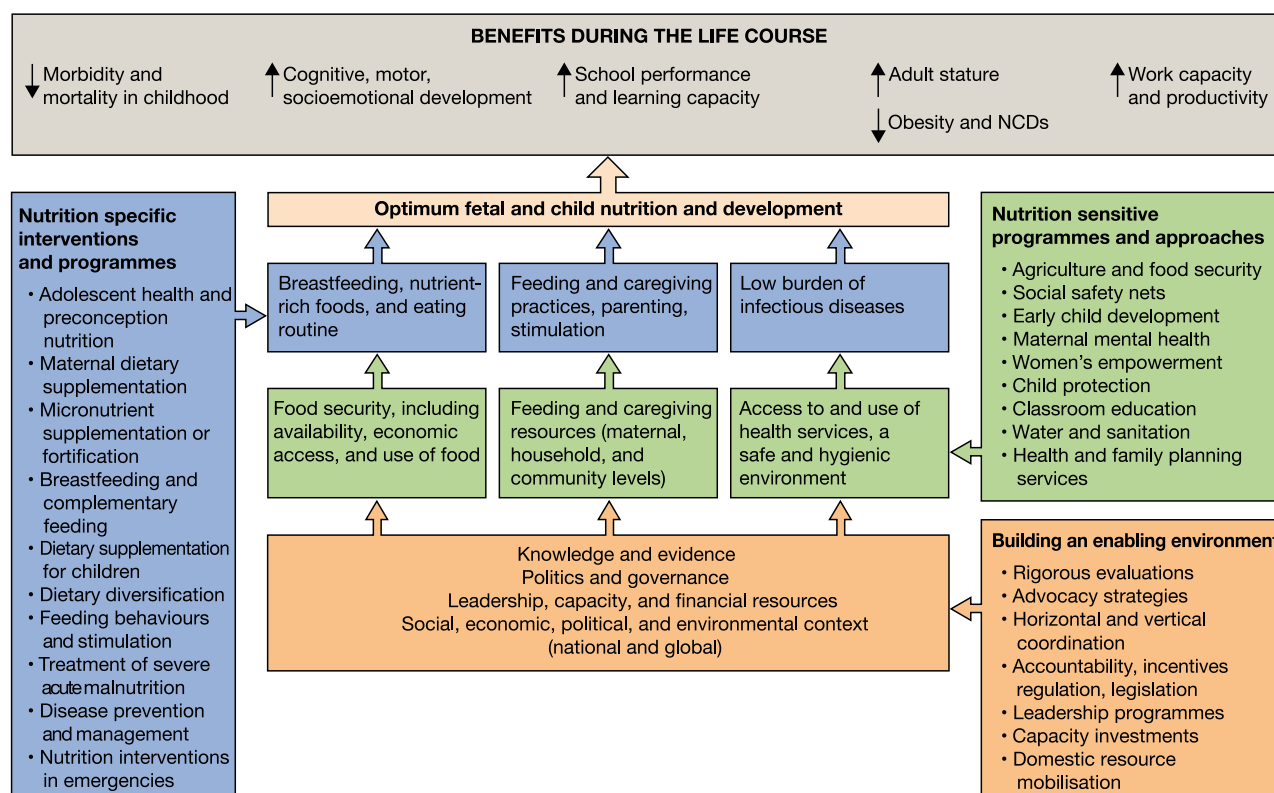 BENEFITS DURING THE LIFE COURSE
Morbidity and
mortality in childhood
Cognitive, motor,
socioemotional development
School performance
and learning capacity
Adult stature
Obesity and NCDs
Work capacity
and productivity
Nutrition specific
interventions
and programmes
• Adolescent health and
preconception
nutrition
• Maternal dietary
supplementation
• Micronutrient
supplementation or
fortification
• Breastfeeding and
complementary
feeding
• Dietary supplementation
for children
• Dietary diversification
• Feeding behaviours
and stimulation
• Treatment of severe
acute malnutrition
• Disease prevention
and management
• Nutrition interventions
in emergencies
Optimum fetal and child nutrition and development
Breastfeeding, nutrient-
rich foods, and eating
routine
Feeding and caregiving
practices, parenting,
stimulation
Low burden of
infectious diseases
Food security, including
availability, economic
access, and use of food
Feeding and caregiving
resources (maternal,
household, and
community levels)
Access to and use of
health services, a
safe and hygienic
environment
Knowledge and evidence
Politics and governance
Leadership, capacity, and financial resources
Social, economic, political, and environmental context
(national and global)
Nutrition sensitive
programmes and approaches
• Agriculture and food security
• Social safety nets
• Early child development
• Maternal mental health
• Women's empowerment
• Child protection
• Classroom education
• Water and sanitation
• Health and family planning
services
Building an enabling environment
• Rigorous evaluations
• Advocacy strategies
• Horizontal and vertical
coordination
• Accountability, incentives
regulation, legislation
• Leadership programmes
• Capacity investments
• Domestic resource
mobilisation